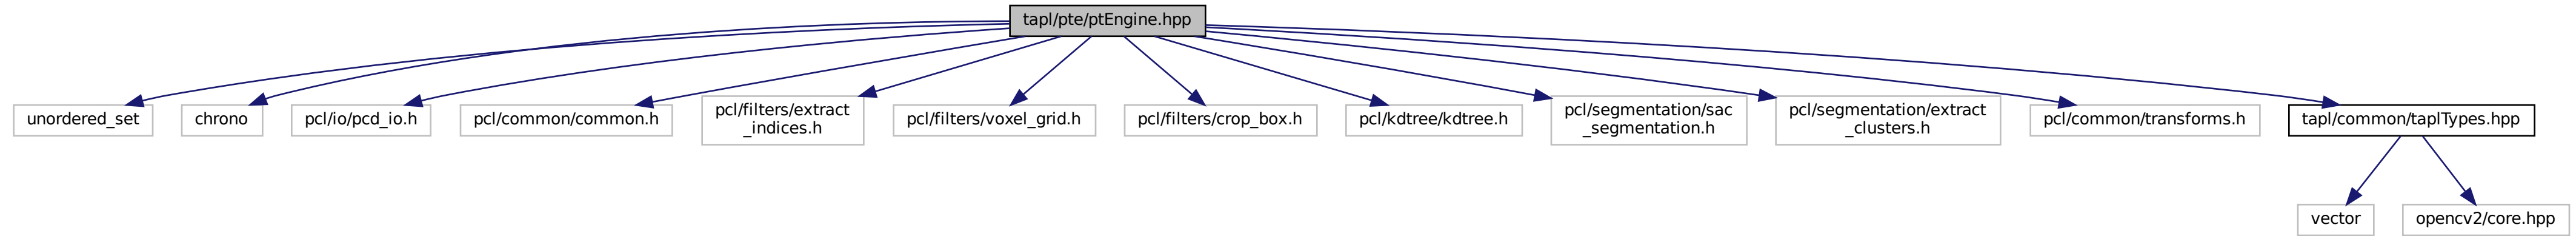 tapl/pte/ptEngine.hpp
unordered_set
chrono
pcl/io/pcd_io.h
pcl/common/common.h
pcl/filters/extract
_indices.h
pcl/filters/voxel_grid.h
pcl/filters/crop_box.h
pcl/kdtree/kdtree.h
pcl/segmentation/sac
_segmentation.h
pcl/segmentation/extract
_clusters.h
pcl/common/transforms.h
tapl/common/taplTypes.hpp
vector
opencv2/core.hpp